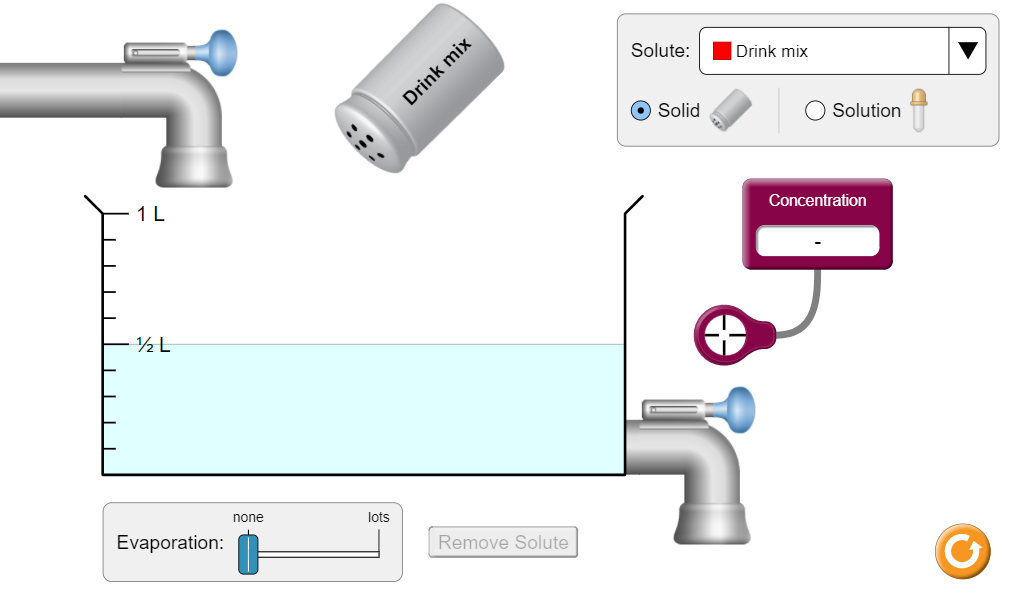 Drink mix
Solute: Drink mix
Solid Solution
1 L
Concentration
-
½ L
none lots
Evaporation:
Remove Solute